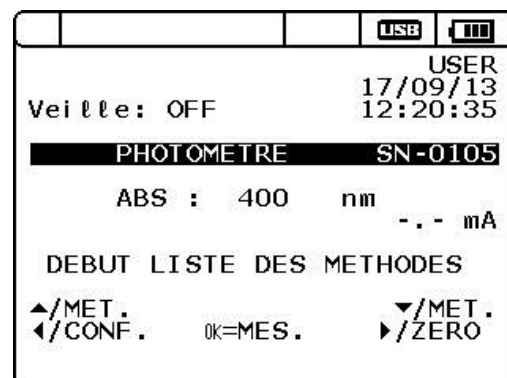 USB
USER
17/09/13
Veille: OFF 12:20:35
PHOTOMETRE SN-0105
ABS : 400 nm
-.- mA
DEBUT LISTE DES METHODES
▲/MET. ▼/MET.
◀/CONF. OK=MES. ▶/ZERO